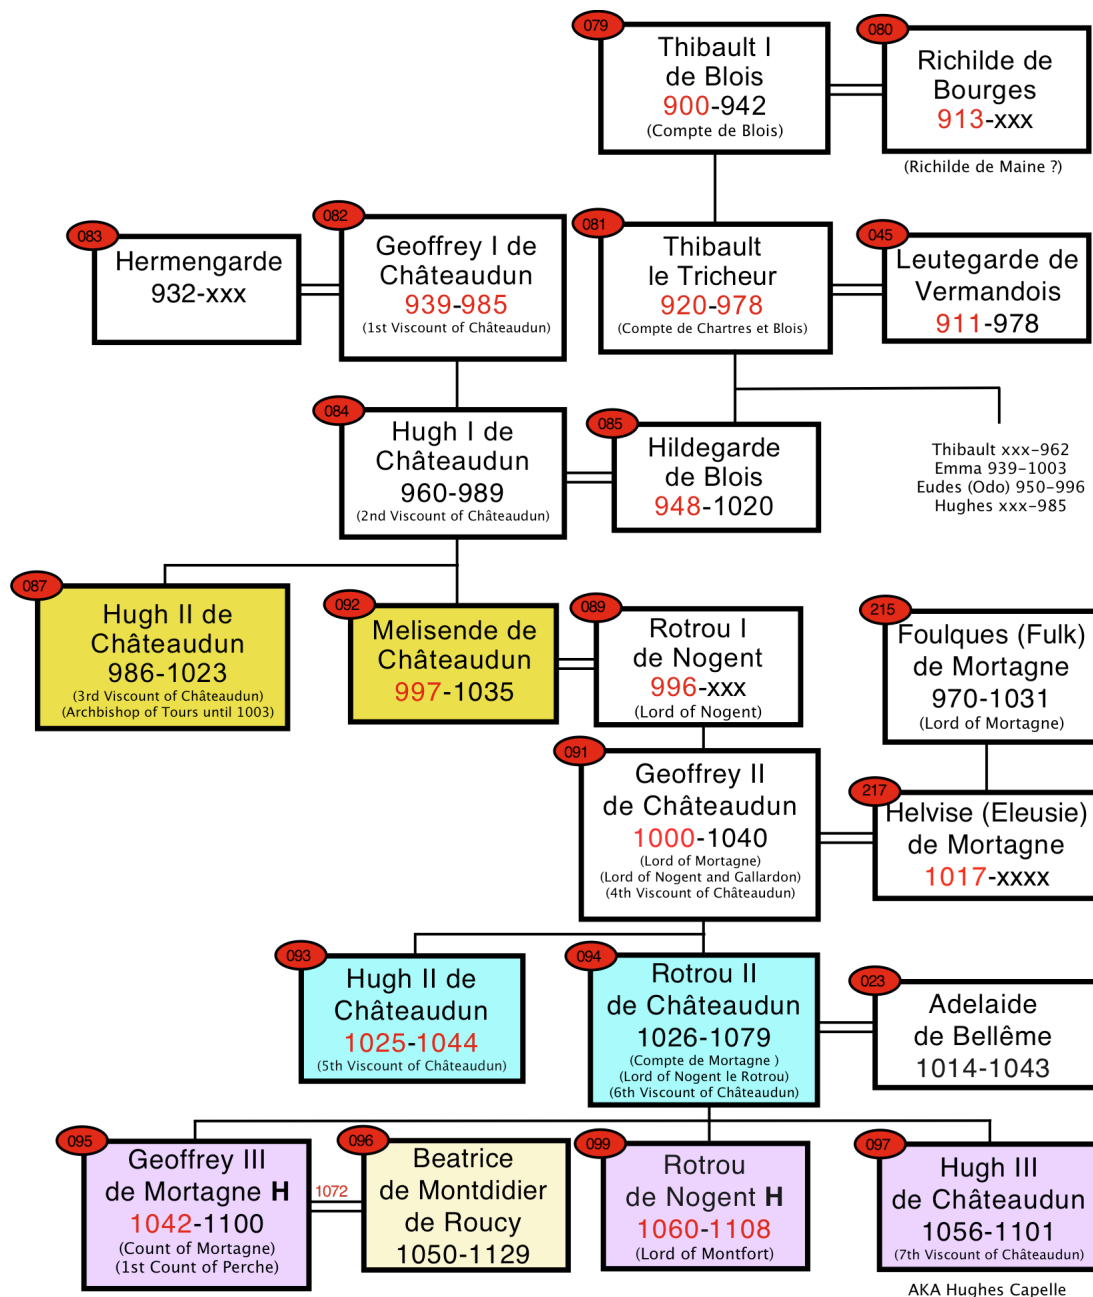 079
Thibault I
de Blois
900-942
(Compte de Blois)
080
Richilde de
Bourges
913-xxx
(Richilde de Maine ?)
083
Hermengarde
932-xxx
082
Geoffrey I de
Châteaudun
939-985
(1st Viscount of Châteaudun)
081
Thibault
le Tricheur
920-978
(Compte de Chartres et Blois)
045
Leutegarde de
Vermandois
911-978
084
Hugh I de
Châteaudun
960-989
(2nd Viscount of Châteaudun)
085
Hildegarde
de Blois
948-1020
Thibault xxx-962
Emma 939-1003
Eudes (Odo) 950-996
Hughes xxx-985
087
Hugh II de
Châteaudun
986-1023
(3rd Viscount of Châteaudun)
(Archbishop of Tours until 1003)
092
Melisende de
Châteaudun
997-1035
089
Rotrou I
de Nogent
996-xxx
(Lord of Nogent)
215
Foulques (Fulk)
de Mortagne
970-1031
(Lord of Mortagne)
091
Geoffrey II
de Châteaudun
1000-1040
(Lord of Mortagne)
(Lord of Nogent and Gallardon)
(4th Viscount of Châteaudun)
217
Helvise (Eleusie)
de Mortagne
1017-xxxx
093
Hugh II de
Châteaudun
1025-1044
(5th Viscount of Châteaudun)
094
Rotrou II
de Châteaudun
1026-1079
(Compte de Mortagne )
(Lord of Nogent le Rotrou)
(6th Viscount of Châteaudun)
023
Adelaide
de Bellême
1014-1043
095
Geoffrey III
de Mortagne H
1042-1100
(Count of Mortagne)
(1st Count of Perche)
1072
096
Beatrice
de Montdidier
de Roucy
1050-1129
099
Rotrou
de Nogent H
1060-1108
(Lord of Montfort)
097
Hugh III
de Châteaudun
1056-1101
(7th Viscount of Châteaudun)
AKA Hughes Capelle